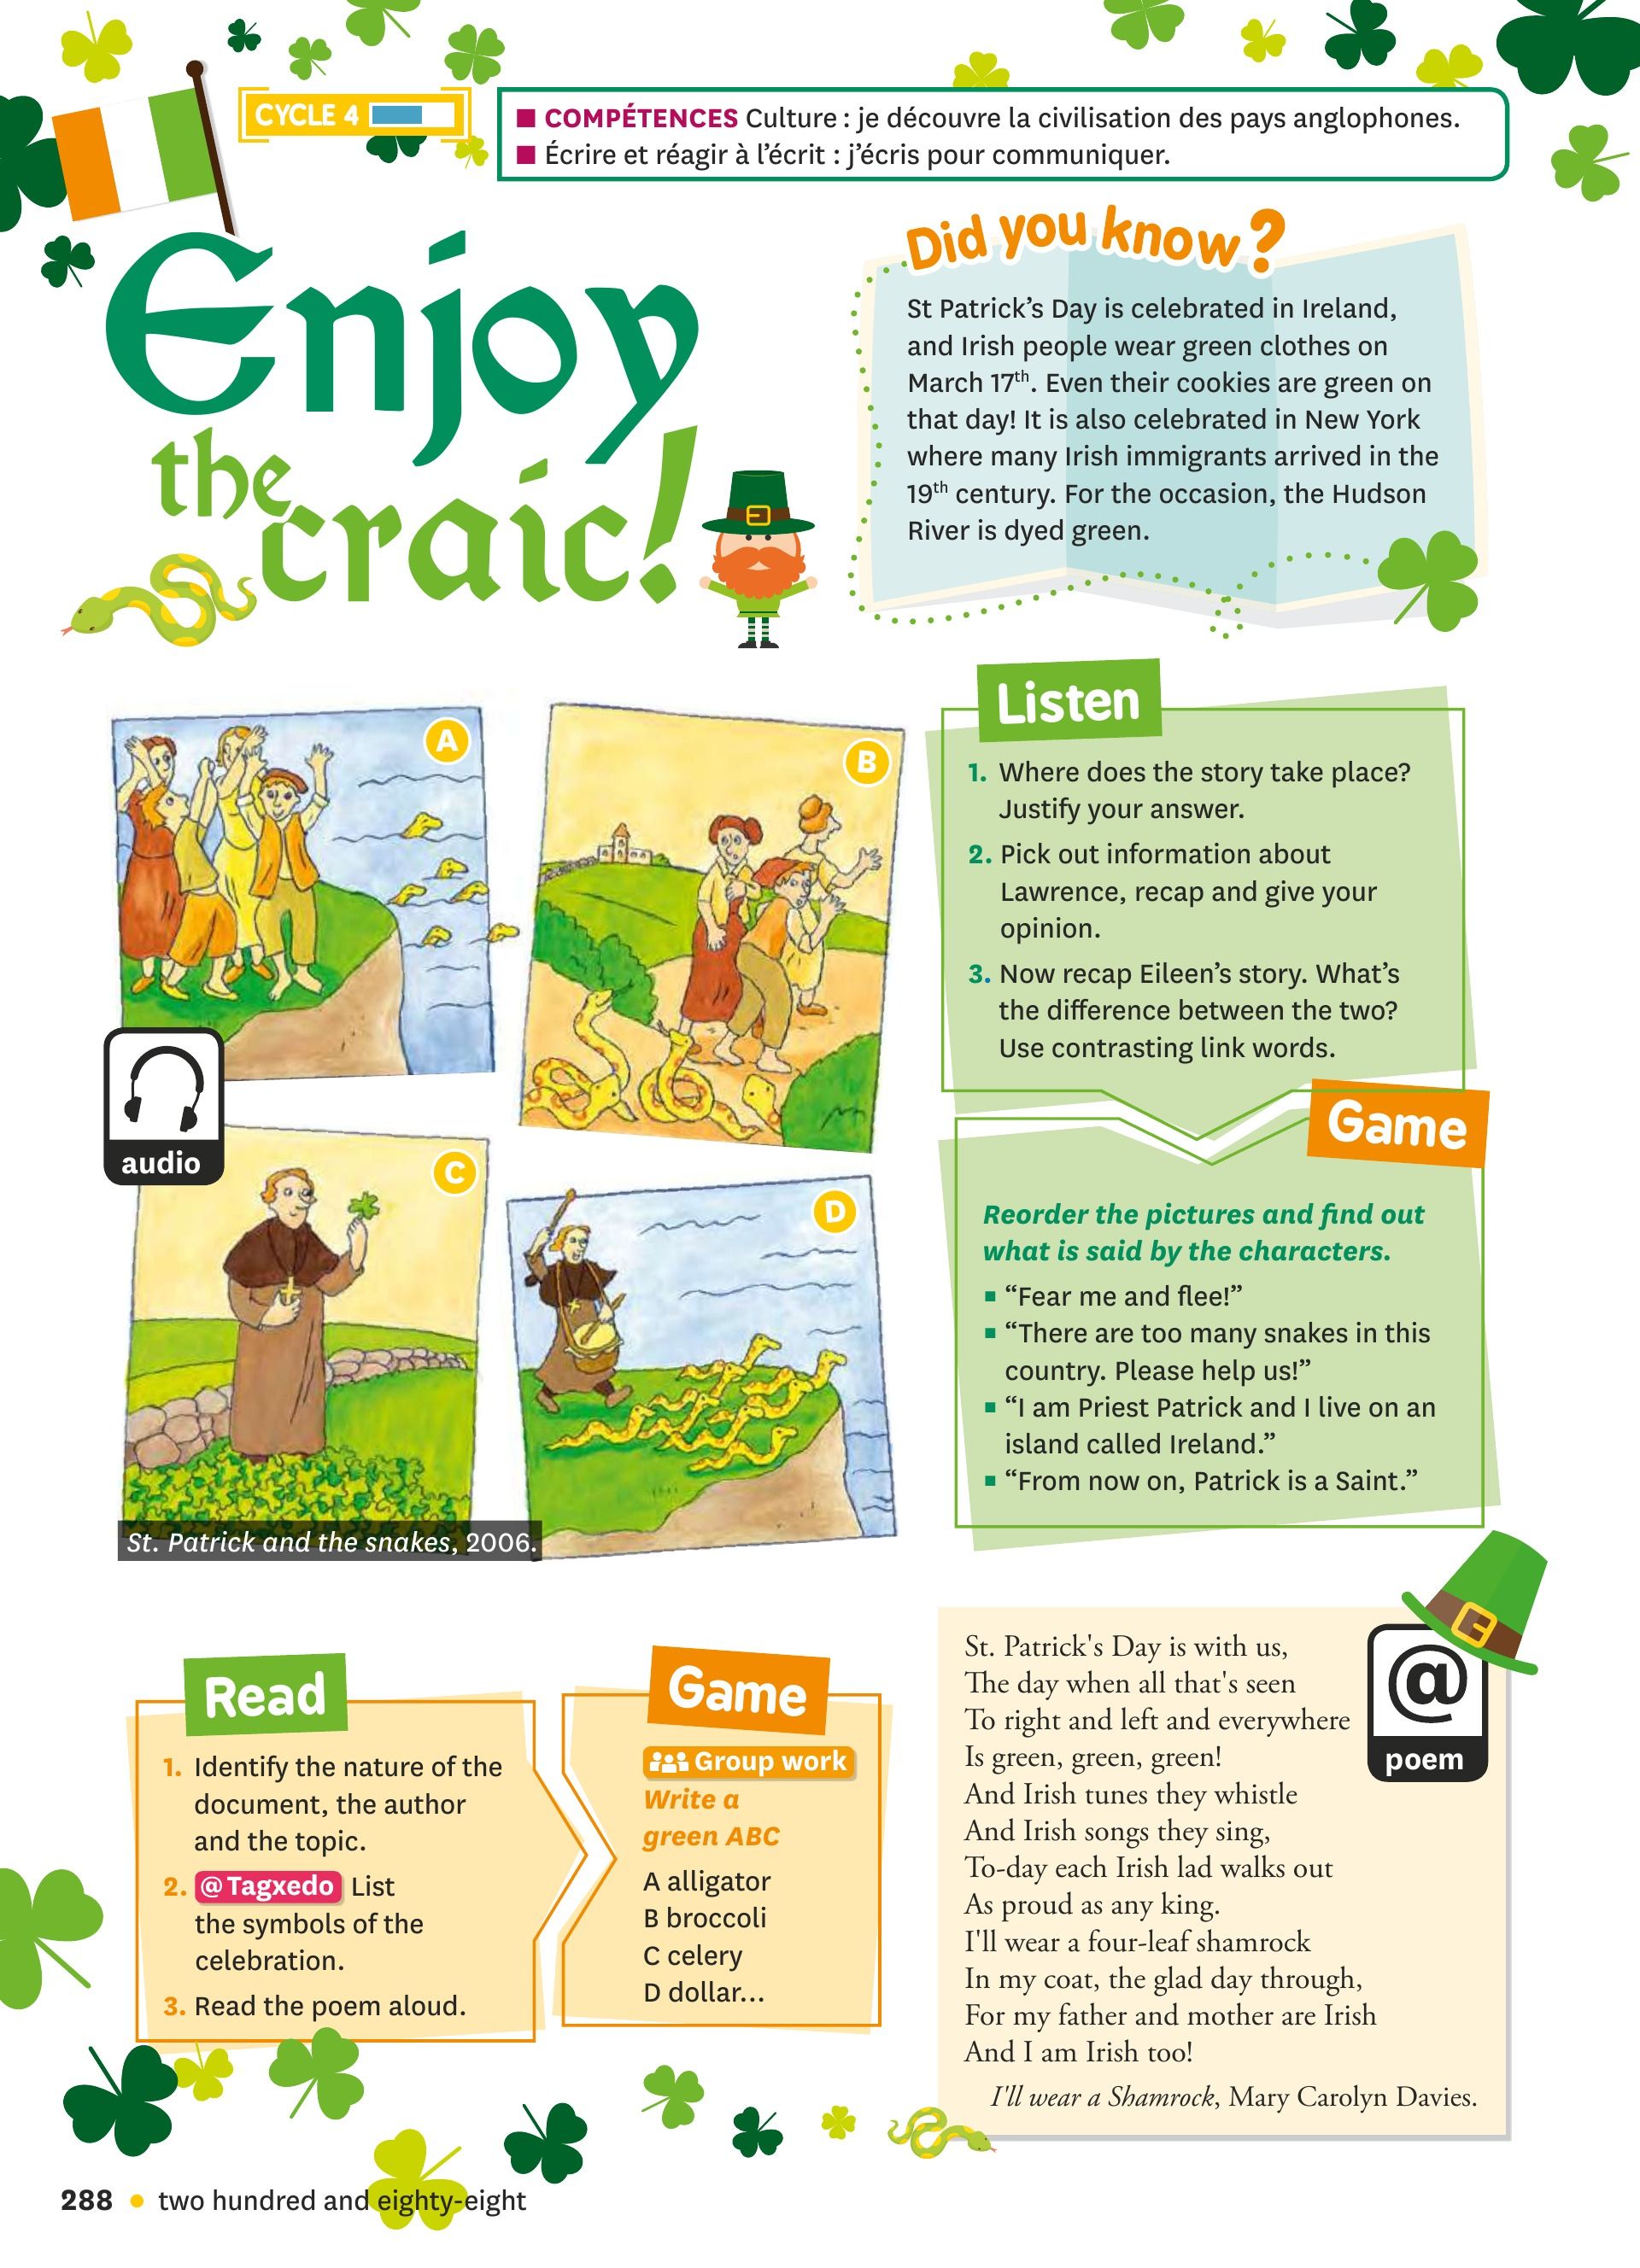 CYCLE 4
■ COMPÉTENCES Culture : je découvre la civilisation des pays anglophones.
■ Écrire et réagir à l’écrit : j’écris pour communiquer.
Enjoy
the craic!
Did you know?
St Patrick’s Day is celebrated in Ireland,
and Irish people wear green clothes on
March 17th. Even their cookies are green on
that day! It is also celebrated in New York
where many Irish immigrants arrived in the
19th century. For the occasion, the Hudson
River is dyed green.
A
B
audio
C
D
St. Patrick and the snakes, 2006.
Listen
1. Where does the story take place?
Justify your answer.
2. Pick out information about
Lawrence, recap and give your
opinion.
3. Now recap Eileen’s story. What’s
the difference between the two?
Use contrasting link words.
Game
Reorder the pictures and find out
what is said by the characters.
■ “Fear me and flee!”
■ “There are too many snakes in this
country. Please help us!”
■ “I am Priest Patrick and I live on an
island called Ireland.”
■ “From now on, Patrick is a Saint.”
Read
1. Identify the nature of the
document, the author
and the topic.
2. @Tagxedo List
the symbols of the
celebration.
3. Read the poem aloud.
Game
Group work
Write a
green ABC
A alligator
B broccoli
C celery
D dollar...
@
poem
St. Patrick's Day is with us,
The day when all that's seen
To right and left and everywhere
Is green, green, green!
And Irish tunes they whistle
And Irish songs they sing,
To-day each Irish lad walks out
As proud as any king.
I'll wear a four-leaf shamrock
In my coat, the glad day through,
For my father and mother are Irish
And I am Irish too!
I'll wear a Shamrock, Mary Carolyn Davies.
288 • two hundred and eighty-eight